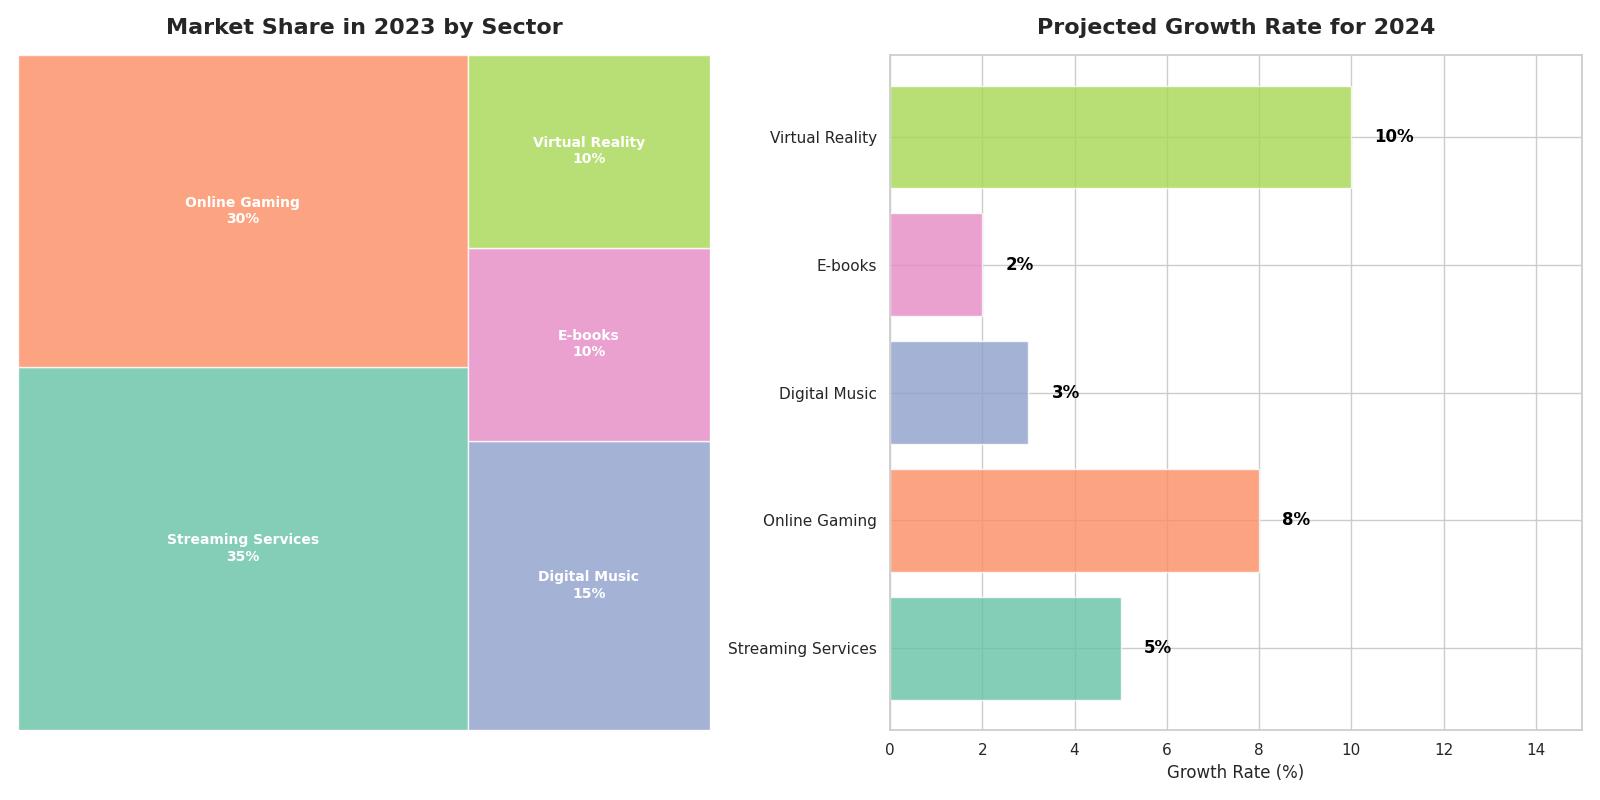 Market Share in 2023 by Sector
Online Gaming
30%
Virtual Reality
10%
E-books
10%
Streaming Services
35%
Digital Music
15%
Projected Growth Rate for 2024
Virtual Reality
10%
E-books
2%
Digital Music
3%
Online Gaming
8%
Streaming Services
5%
0 2 4 6 8 10 12 14
Growth Rate (%)